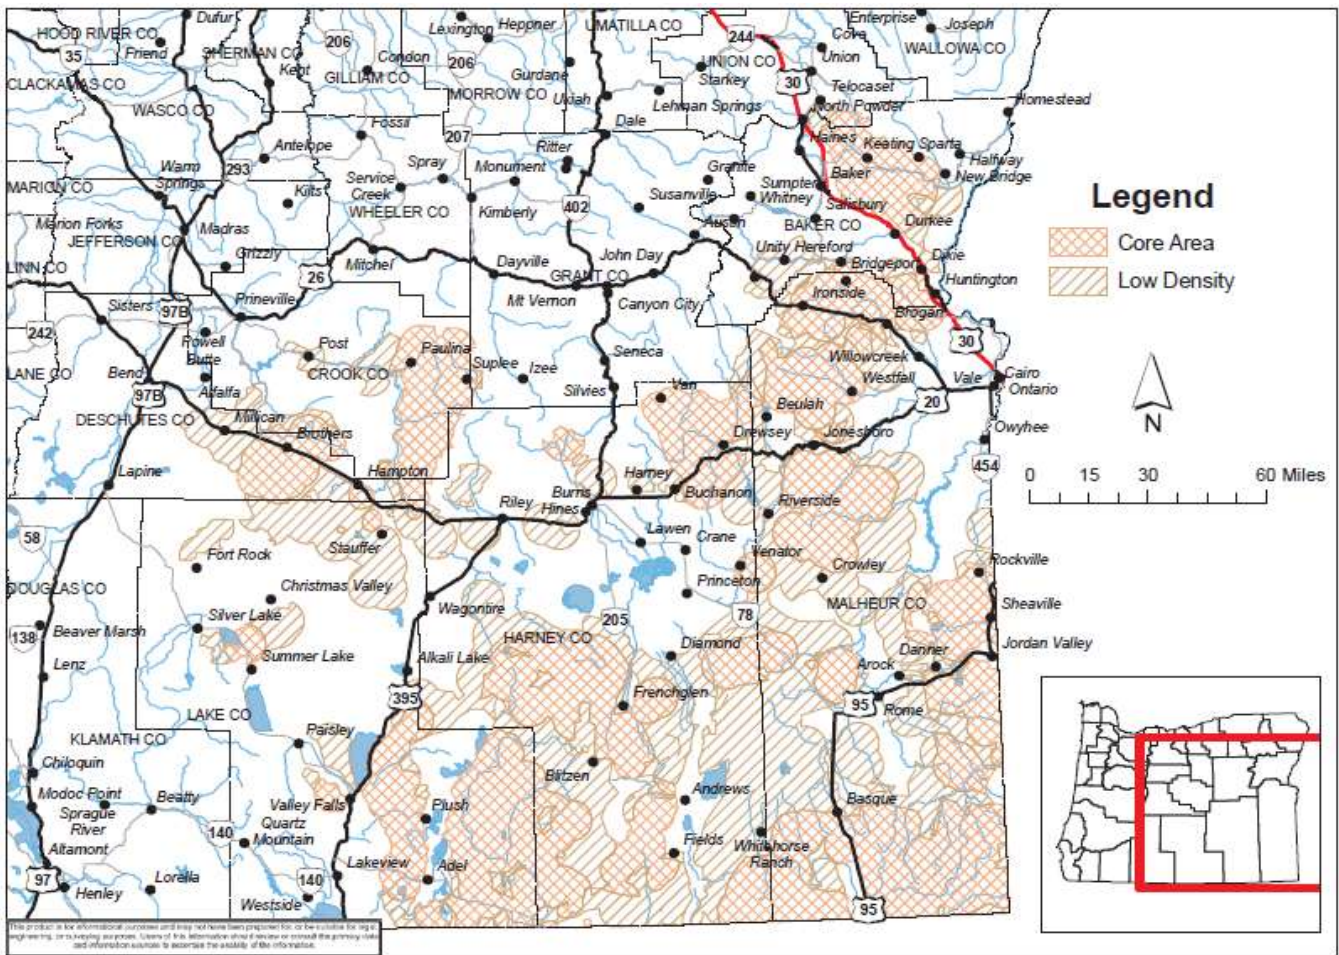 Dufur
Lexington
Heppner
UMATILLA CO
Enterprise
Joseph
HOOD RIVER CO
Friend
SHERMAN CO
206
244
Cove
WALLOWA CO
35
Kent
Condon
206
Gurdane
UNION CO
Union
CLACKAMAS CO
GILLIAM CO
Starkey
30
Telocaset
WASCO CO
MORROW CO
Ukiah
Lehman Springs
North Powder
Homestead
Fossil
207
Dale
Haines
Keating
Sparta
Antelope
Ritter
Halfway
Warm
Springs
293
Spray
Monument
Granite
Baker
New Bridge
MARION CO
Kilts
Service
Creek
Susanville
Sumpter
Whitney
Salisbury
Marion Forks
WHEELER CO
Kimberly
402
Austin
BAKER CO
Durkee
JEFFERSON CO
Madras
Unity
Hereford
Grizzly
Mitchel
Dayville
John Day
Bridgeport
Dixie
LINN CO
26
GRANT CO
Huntington
Sisters
97B
Prineville
Mt Vernon
Canyon City
Ironside
Brogan
242
Powell
Butte
Post
Paulina
Seneca
30
Willowcreek
LANE CO
Bend
CROOK CO
Suplee
Izee
Westfall
Vale
Cairo
Ontario
97B
Alfalfa
Silvies
Van
20
DESCHUTES CO
Millican
Beulah
Brothers
Drewsey
Jonesboro
Owyhee
Lapine
Hampton
Harney
454
Burns
Buchanon
Riley
Hines
Riverside
58
Stauffer
Lawen
Crane
Fort Rock
Venator
Rockville
DOUGLAS CO
Christmas Valley
Princeton
Crowley
Wagontire
MALHEUR CO
Sheaville
Silver Lake
205
78
138
Beaver Marsh
HARNEY CO
Diamond
Jordan Valley
Lenz
Summer Lake
Alkali Lake
Danner
Arock
395
Frenchglen
95
Rome
LAKE CO
KLAMATH CO
Paisley
Chiloquin
Blitzen
Modoc Point
Beatty
Valley Falls
Plush
Andrews
Basque
Sprague
River
140
Quartz
Mountain
Fields
Whitehorse
Ranch
Altamont
Lakeview
Adel
97
Lorella
140
Henley
Westside
95
Legend
Core Area
Low Density
N
0 15 30 60 Miles